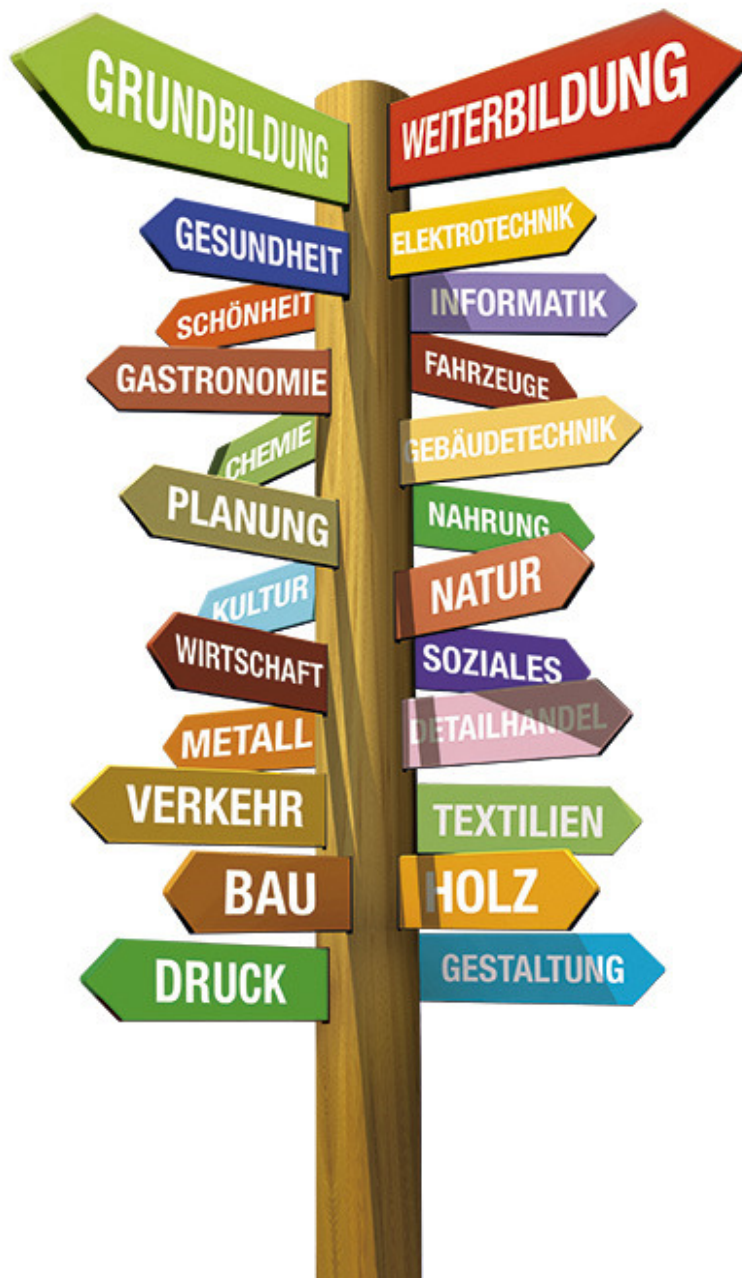 GRUNDBILDUNG
WEITERBILDUNG
GESUNDHEIT
ELEKTROTECHNIK
SCHÖNHEIT
INFORMATIK
GASTRONOMIE
FAHRZEUGE
CHEMIE
GEBÄUDETECHNIK
PLANUNG
NAHRUNG
KULTUR
NATUR
WIRTSCHAFT
SOZIALES
METALL
DETAILHANDEL
VERKEHR
TEXTILIEN
BAU
HOLZ
DRUCK
GESTALTUNG